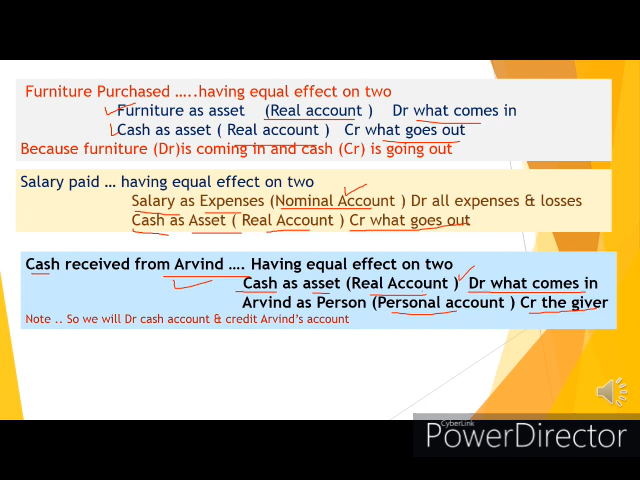 Furniture Purchased …..having equal effect on two
Furniture as asset (Real account ) Dr what comes in
Cash as asset ( Real account ) Cr what goes out
Because furniture (Dr)is coming in and cash (Cr) is going out
Salary paid … having equal effect on two
Salary as Expenses (Nominal Account ) Dr all expenses & losses
Cash as Asset ( Real Account ) Cr what goes out
Cash received from Arvind …. Having equal effect on two
Cash as asset (Real Account ) Dr what comes in
Arvind as Person (Personal account ) Cr the giver
Note .. So we will Dr cash account & credit Arvind’s account
CyberLink
PowerDirector